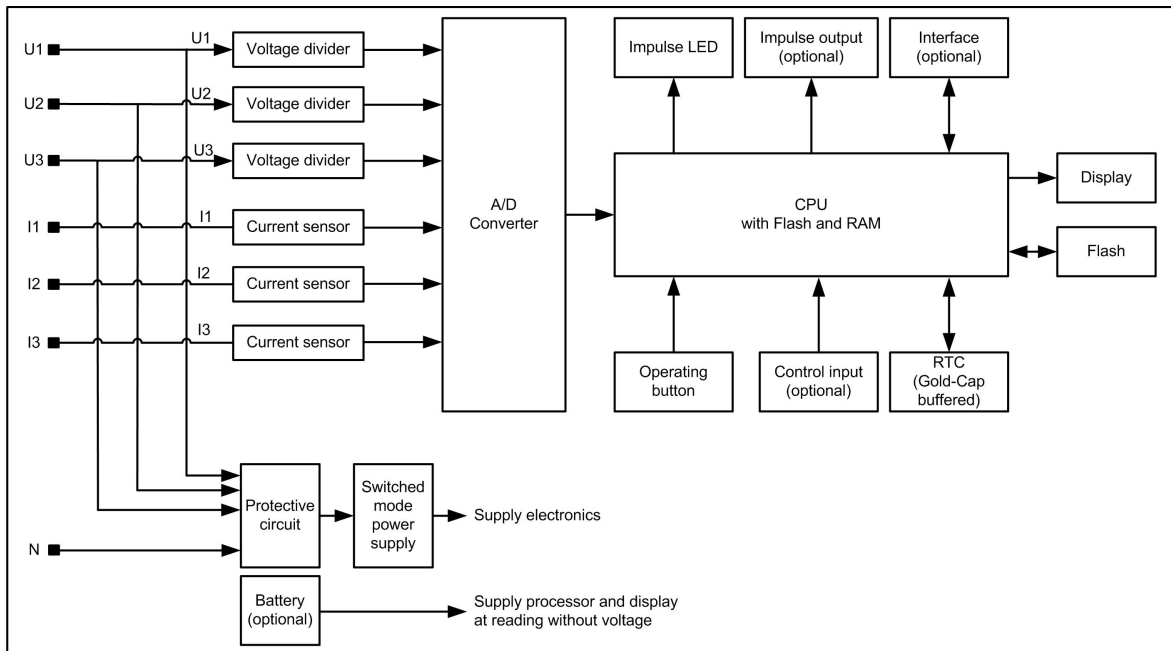 U1
U1
Voltage divider
U2
U2
Voltage divider
U3
U3
Voltage divider
I1
I1
Current sensor
I2
I2
Current sensor
I3
I3
Current sensor
A/D
Converter
Impulse LED
Impulse output
(optional)
Interface
(optional)
CPU
with Flash and RAM
Display
Flash
Operating
button
Control input
(optional)
RTC
(Gold-Cap
buffered)
N
Protective
circuit
Switched
mode
power
supply
Supply electronics
Battery
(optional)
Supply processor and display
at reading without voltage